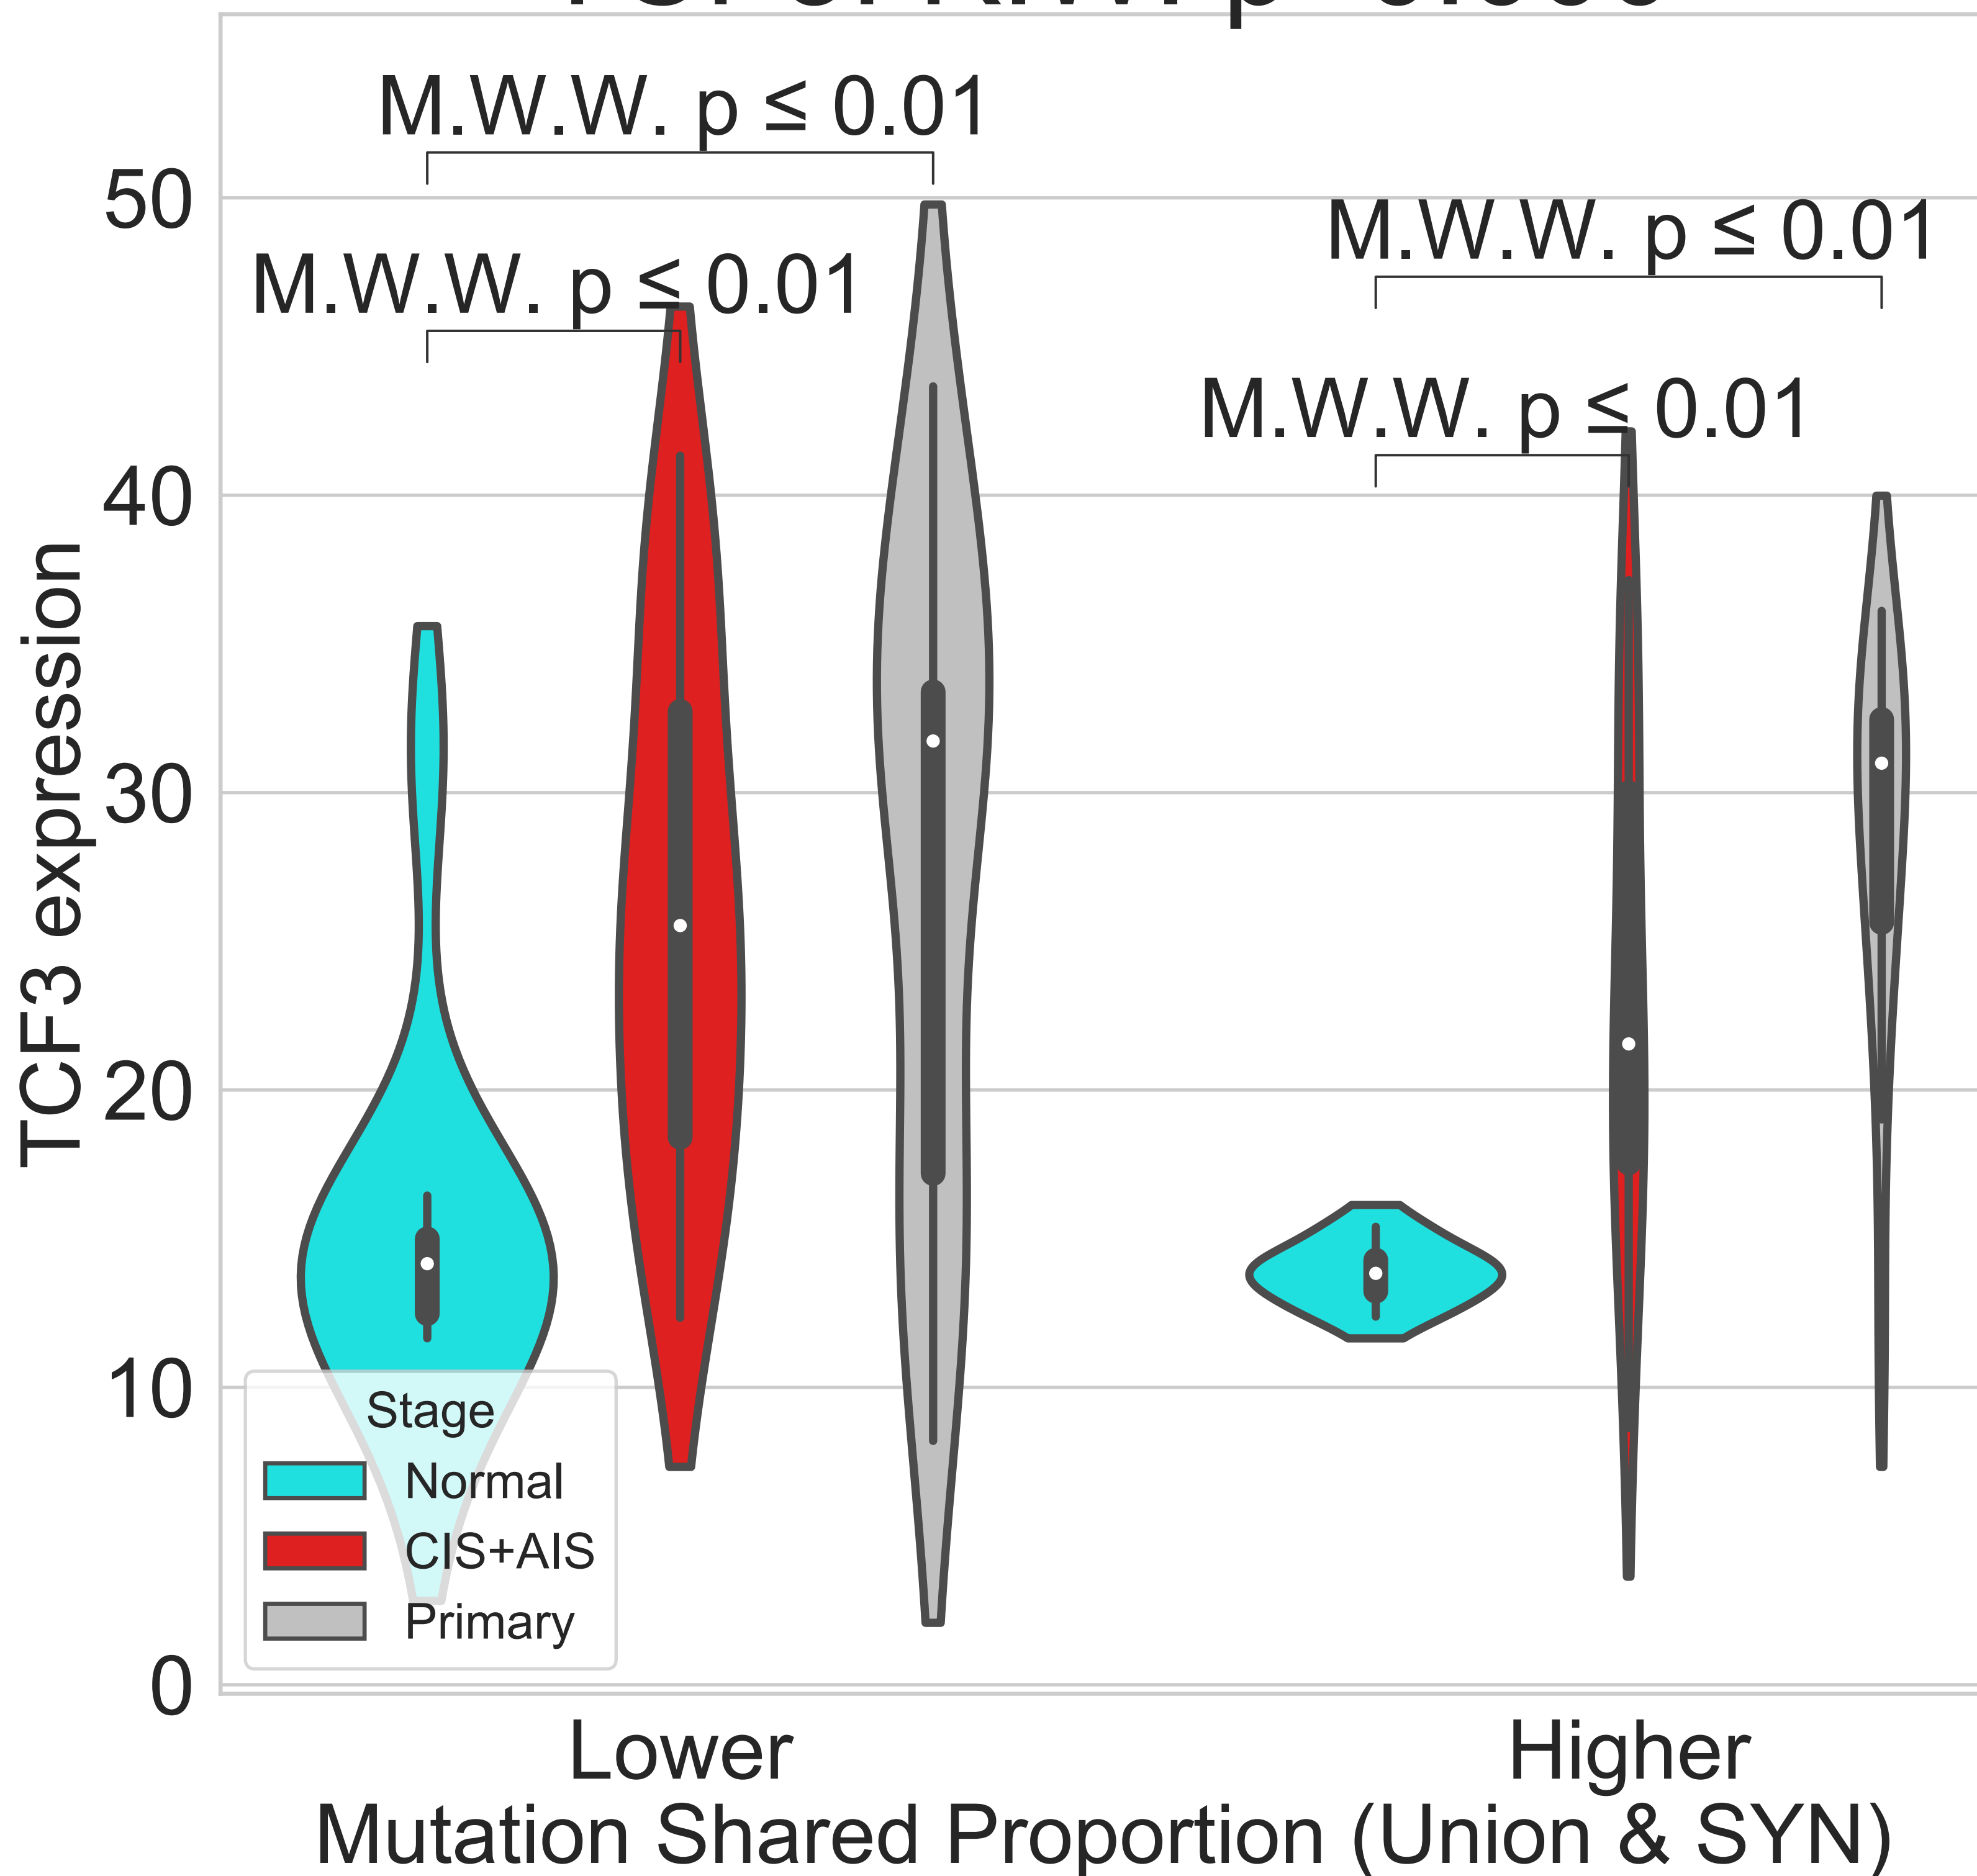 M.W.W. p ≤ 0.01
50
M.W.W. p ≤ 0.01
M.W.W. p ≤ 0.01
M.W.W. p ≤ 0.01
40
TCF3 expression
30
20
10
Stage
Normal
CIS+AIS
Primary
0
Lower
Higher
Mutation Shared Proportion (Union & SYN)